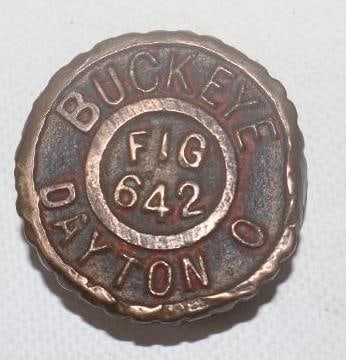 BUCKEYE
FIG
642
DAYTON O